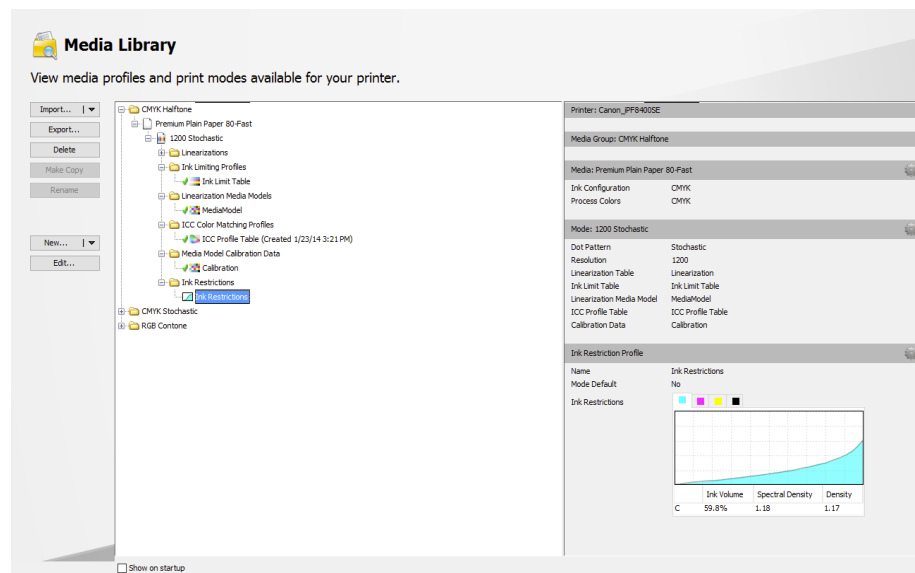 Media Library
View media profiles and print modes available for your printer.
Import...
Export...
Delete
Make Copy
Rename
New...
Edit...
CMYK Halftone
Premium Plain Paper 80-Fast
1200 Stochastic
Linearizations
Ink Limiting Profiles
Ink Limit Table
Linearization Media Models
MediaModel
ICC Color Matching Profiles
ICC Profile Table (Created 1/23/14 3:21 PM)
Media Model Calibration Data
Calibration
Ink Restrictions
Ink Restrictions
CMYK Stochastic
RGB Contone
Printer: Canon_iPF8400SE
Media Group: CMYK Halftone
Media: Premium Plain Paper 80-Fast
Ink Configuration CMYK
Process Colors CMYK
Mode: 1200 Stochastic
Dot Pattern Stochastic
Resolution 1200
Linearization Table Linearization
Ink Limit Table Ink Limit Table
Linearization Media Model MediaModel
ICC Profile Table ICC Profile Table
Calibration Data Calibration
Ink Restriction Profile
Name Ink Restrictions
Mode Default No
Ink Restrictions
Ink Volume Spectral Density Density
C 59.8% 1.18 1.17
Show on startup